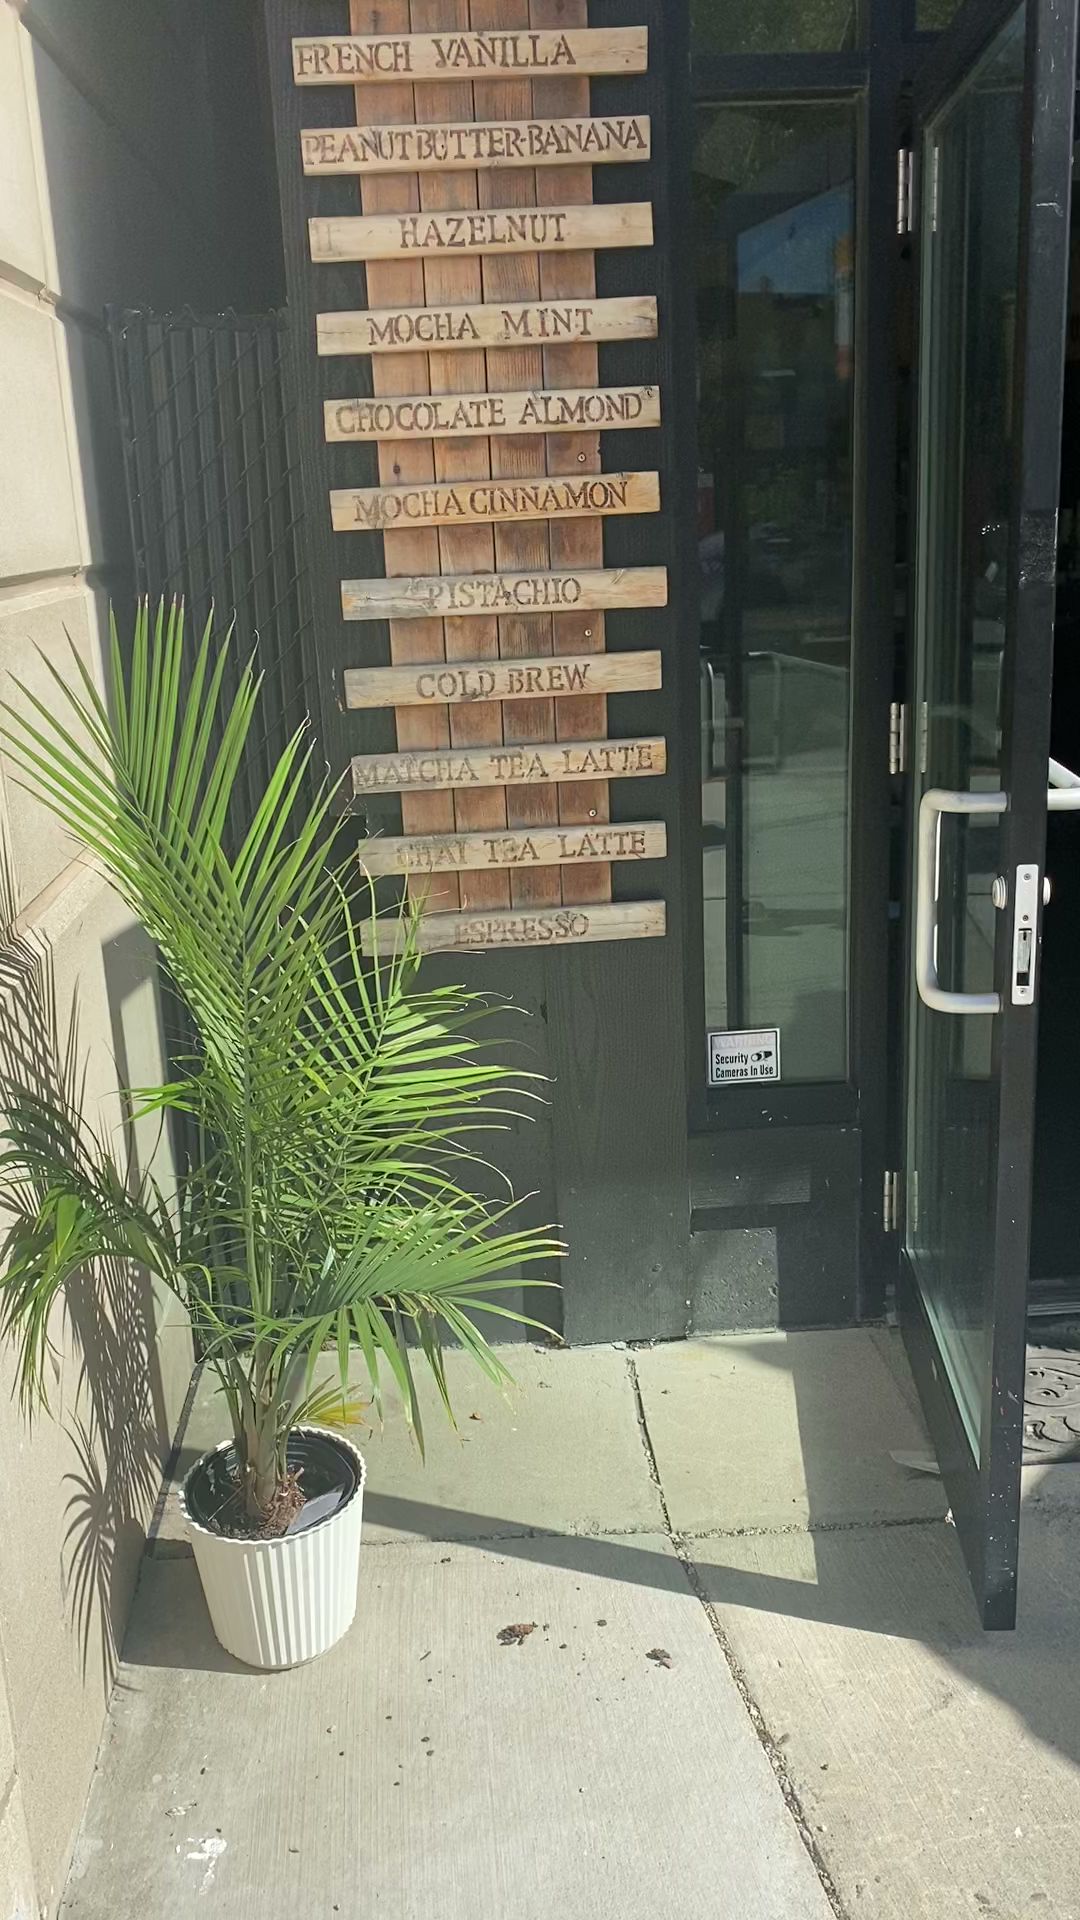 FRENCH VANILLA
PEANUT BUTTER-BANANA
HAZELNUT
MOCHA MINT
CHOCOLATE ALMOND
MOCHA CINNAMON
PISTACHIO
COLD BREW
MATCHA TEA LATTE
CHAI TEA LATTE
ESPRESSO
WARNING
Security
Cameras In Use